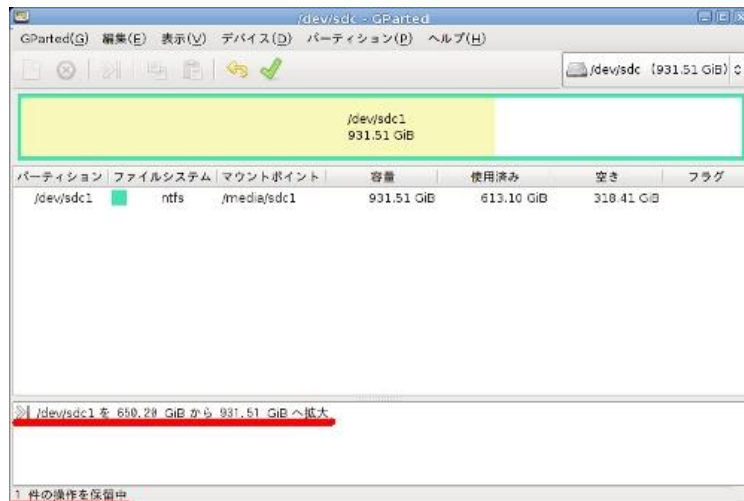 /dev/sdc - GParted
GParted(G) 編集(E) 表示(V) デバイス(D) パーティション(P) ヘルプ(H)
/dev/sdc (931.51 GiB)
/dev/sdc1
931.51 GiB
パーティション ファイルシステム マウントポイント 容量 使用済み 空き フラグ
/dev/sdc1 ntfs /media/sdc1 931.51 GiB 613.10 GiB 318.41 GiB
/dev/sdc1 を 650.20 GiB から 931.51 GiB へ拡大
1 件の操作を保留中